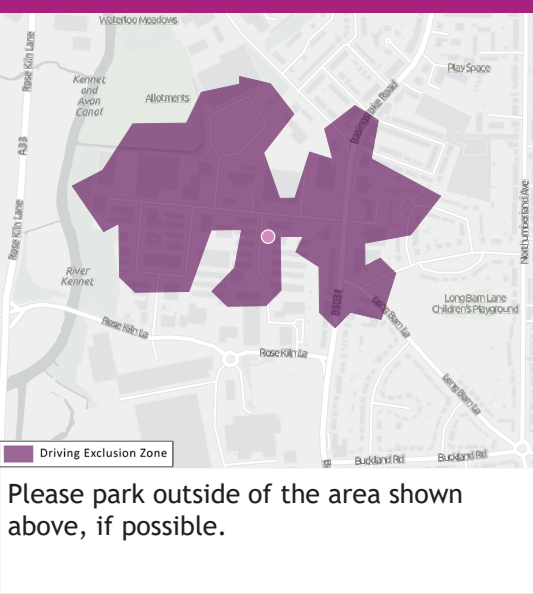 Waterloo Meadows
Rose Kiln Lane
Basingstoke Road
Play Space
Kennet
and
Avon
Canal
Allotments
A33
Northumberland Ave
Rose Kiln Lane
River
Kennet
B3031
Long Barn La
Long Barn Lane
Children's Playground
Rose Kiln La
Rose Kiln La
Long Barn La
Buckland Rd
Buckland Rd
Driving Exclusion Zone
Please park outside of the area shown
above, if possible.